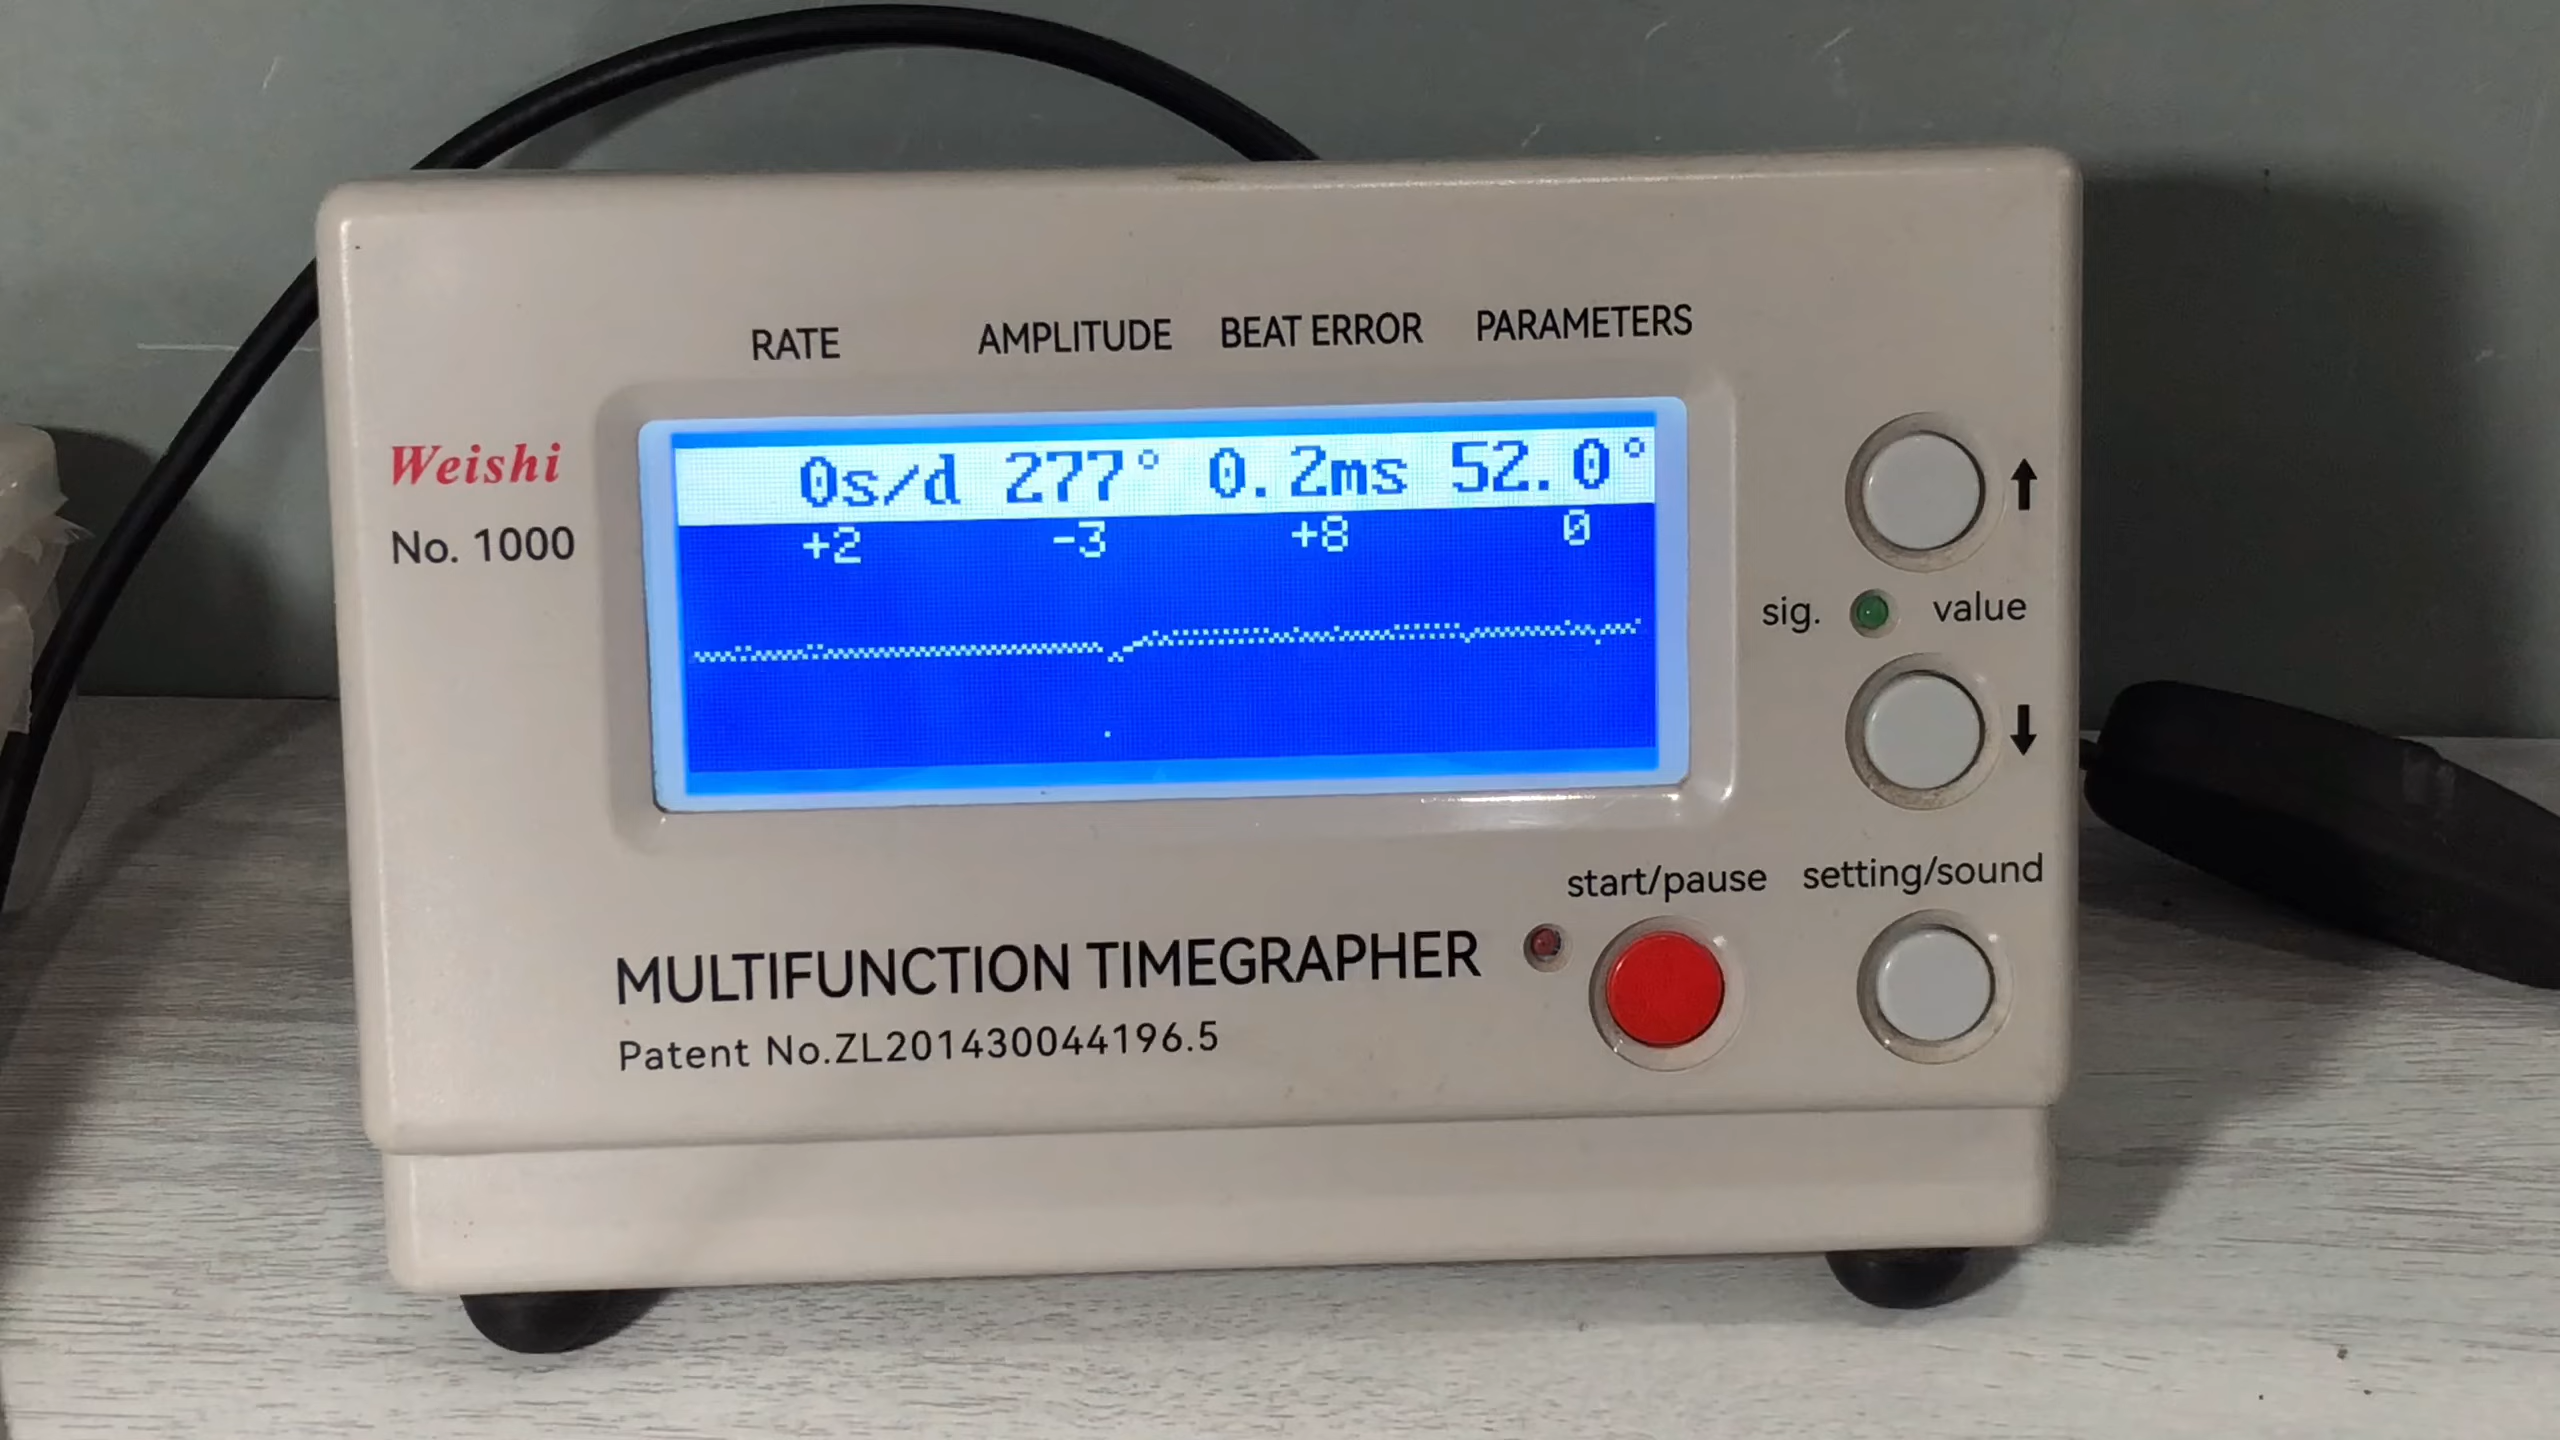 RATE AMPLITUDE BEAT ERROR PARAMETERS
0s/d 277° 0.2ms 52.0°
+2 -3 +8 0
Weishi
No. 1000
sig. value
start/pause setting/sound
MULTIFUNCTION TIMEGRAPHER
Patent No.ZL201430044196.5